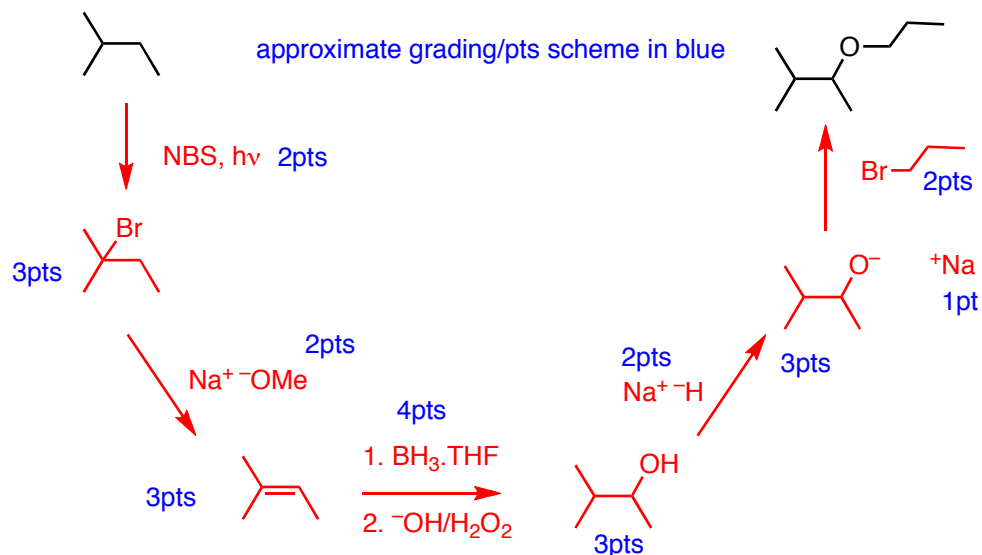 approximate grading/pts scheme in blue
O
NBS, hν 2pts
Br
2pts
Br
3pts
O– +Na
1pt
3pts
2pts
Na+ –OMe
2pts
Na+ –H
4pts
1. BH3.THF
2. –OH/H2O2
3pts
OH
3pts